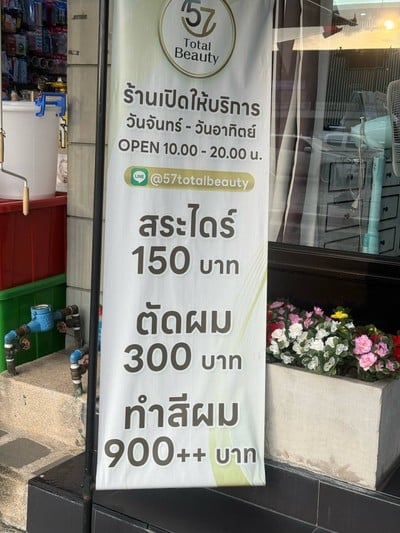 57
Total
Beauty
ร้านเปิดให้บริการ
วันจันทร์ - วันอาทิตย์
OPEN 10.00 - 20.00 น.
LINE @57totalbeauty
สระไดร์
150 บาท
ตัดผม
300 บาท
ทำสีผม
900++ บาท